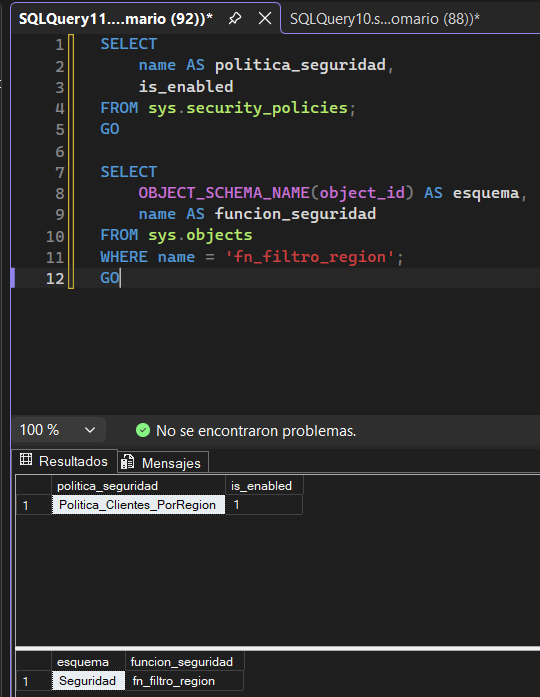 SQLQuery11....mario (92))* SQLQuery10.s...omario (88))*
1 SELECT
2 name AS politica_seguridad,
3 is_enabled
4 FROM sys.security_policies;
5 GO
6
7 SELECT
8 OBJECT_SCHEMA_NAME(object_id) AS esquema,
9 name AS funcion_seguridad
10 FROM sys.objects
11 WHERE name = 'fn_filtro_region';
12 GO
100 % No se encontraron problemas.
Resultados Mensajes
politica_seguridad is_enabled
1 Politica_Clientes_PorRegion 1
esquema funcion_seguridad
1 Seguridad fn_filtro_region